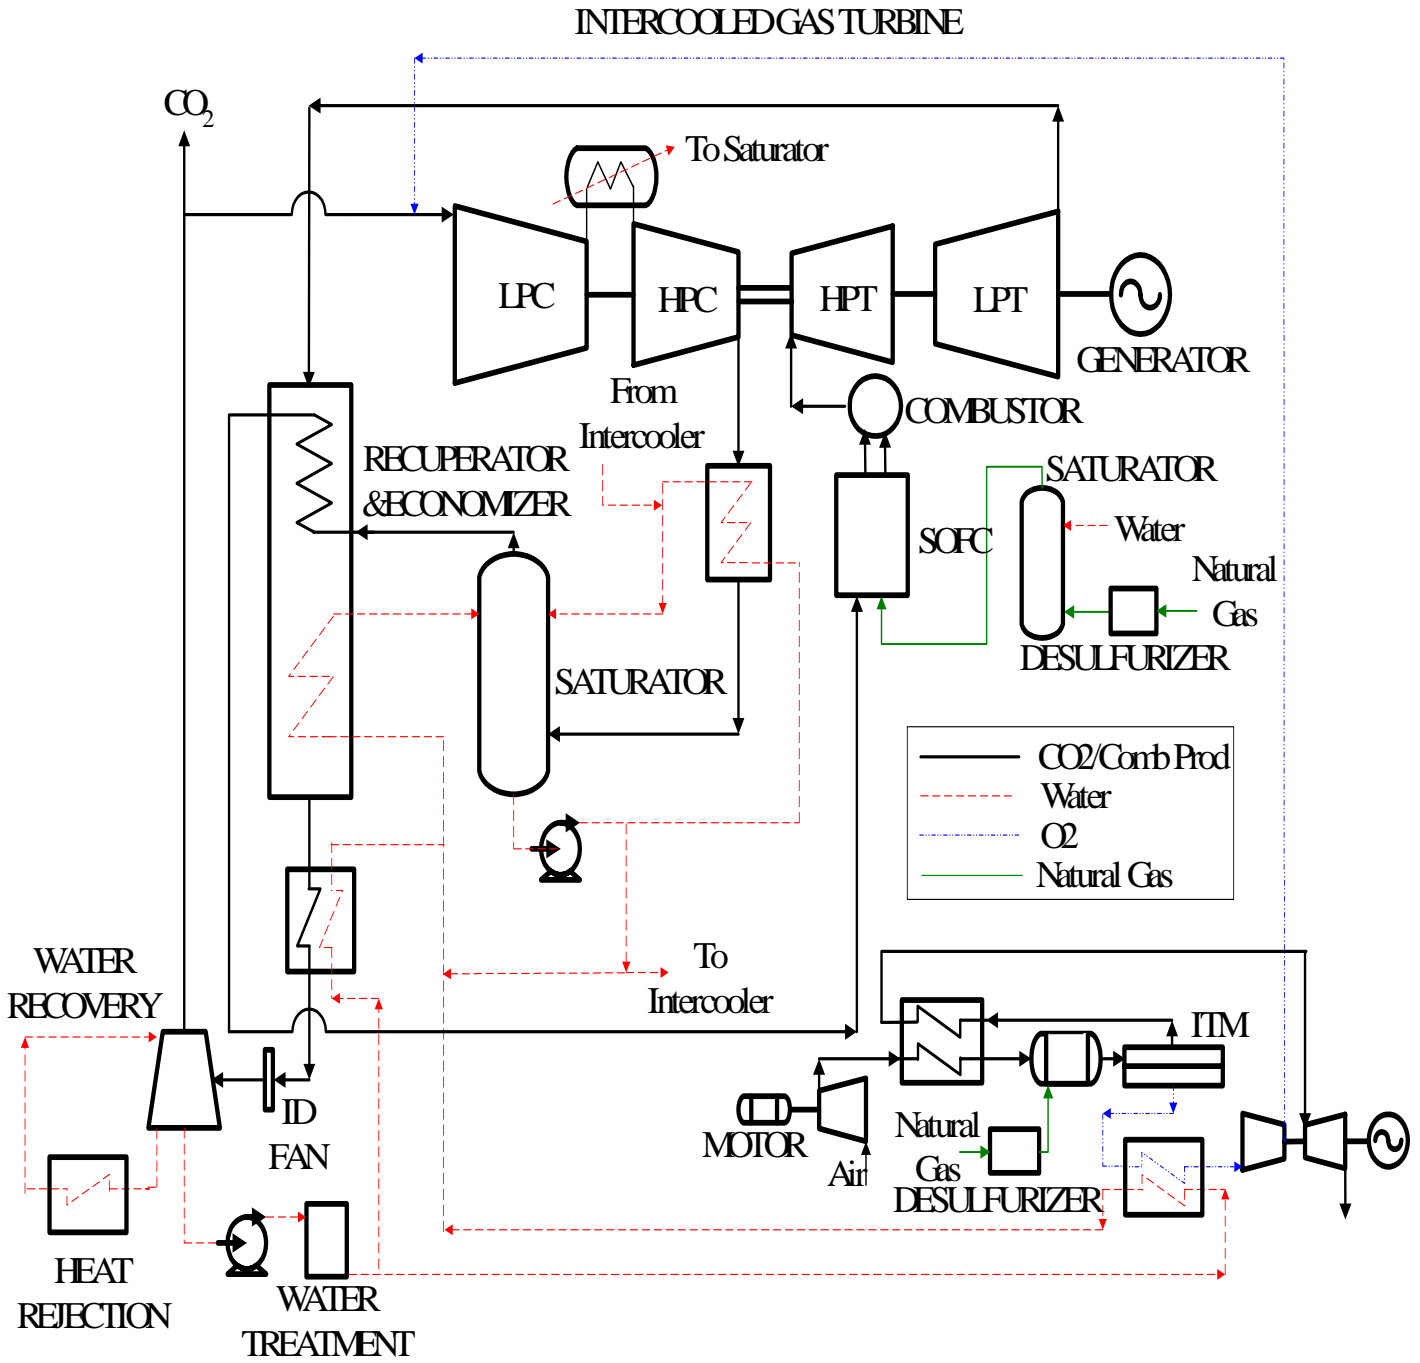 INTERCOOLED GAS TURBINE
CO2
To Saturator
LPC
HPC
HPT
LPT
GENERATOR
From
Intercooler
COMBUSTOR
RECUPERATOR
&ECONOMIZER
SATURATOR
SOFC
Water
Natural
Gas
DESULFURIZER
SATURATOR
CO2/Comb Prod
Water
O2
Natural Gas
WATER
RECOVERY
To
Intercooler
ITM
ID
FAN
MOTOR
Air
Natural
Gas
DESULFURIZER
HEAT
REJECTION
WATER
TREATMENT